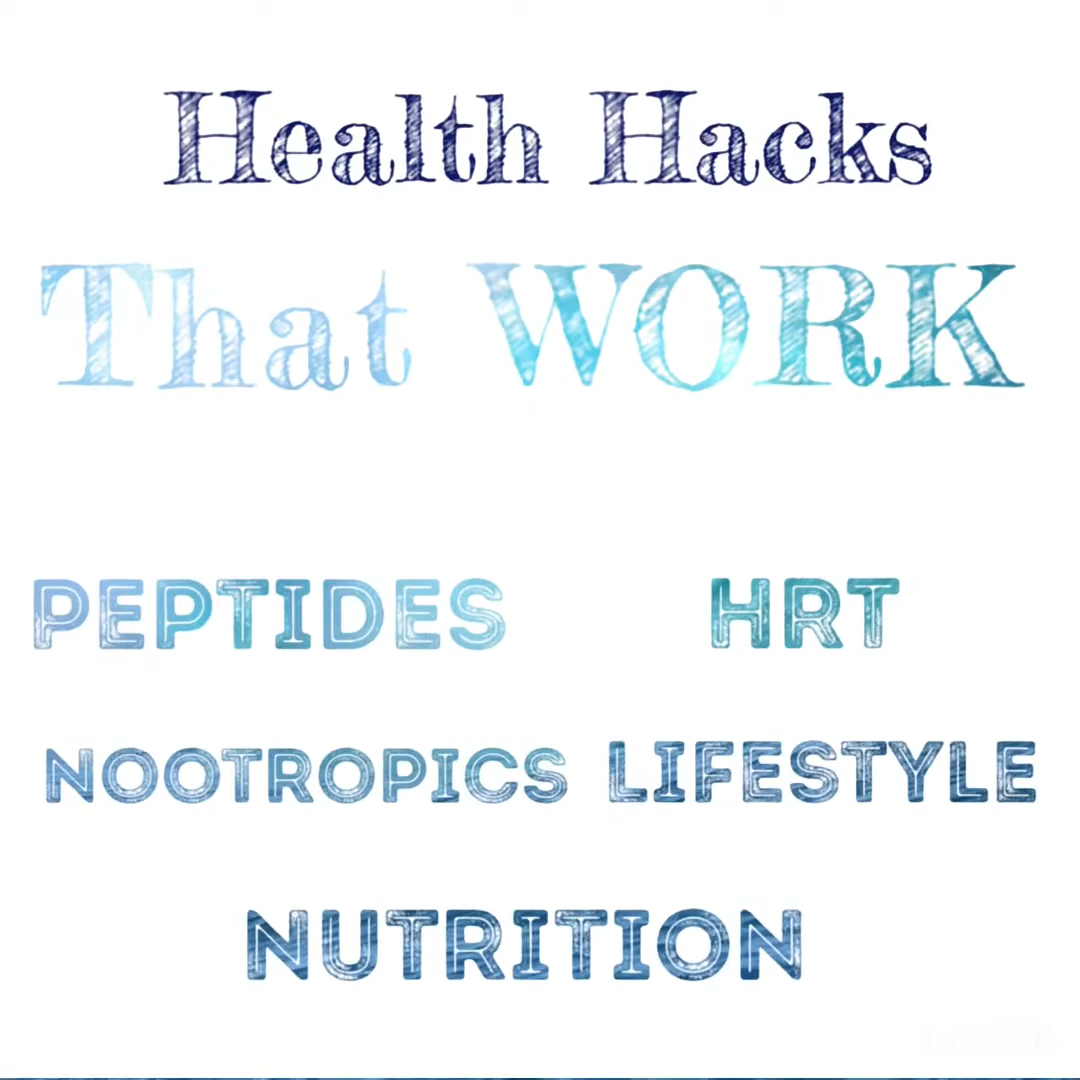 Health Hacks
That WORK
PEPTIDES HRT
NOOTROPICS LIFESTYLE
NUTRITION